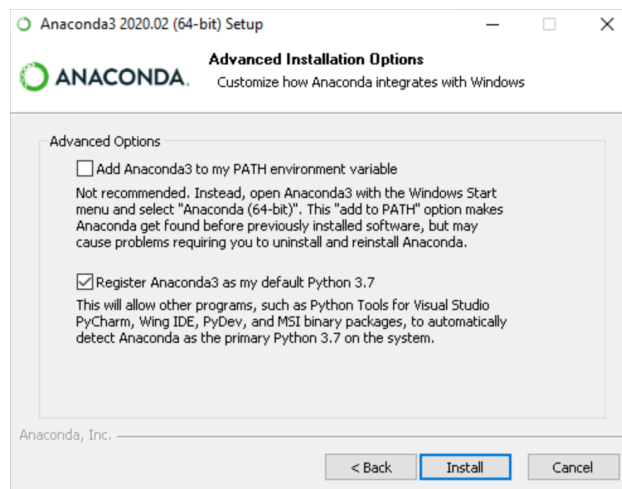 Anaconda3 2020.02 (64-bit) Setup
ANACONDA.
Advanced Installation Options
Customize how Anaconda integrates with Windows
Advanced Options
Add Anaconda3 to my PATH environment variable
Not recommended. Instead, open Anaconda3 with the Windows Start
menu and select "Anaconda (64-bit)". This "add to PATH" option makes
Anaconda get found before previously installed software, but may
cause problems requiring you to uninstall and reinstall Anaconda.
Register Anaconda3 as my default Python 3.7
This will allow other programs, such as Python Tools for Visual Studio
PyCharm, Wing IDE, PyDev, and MSI binary packages, to automatically
detect Anaconda as the primary Python 3.7 on the system.
Anaconda, Inc.
< Back
Install
Cancel